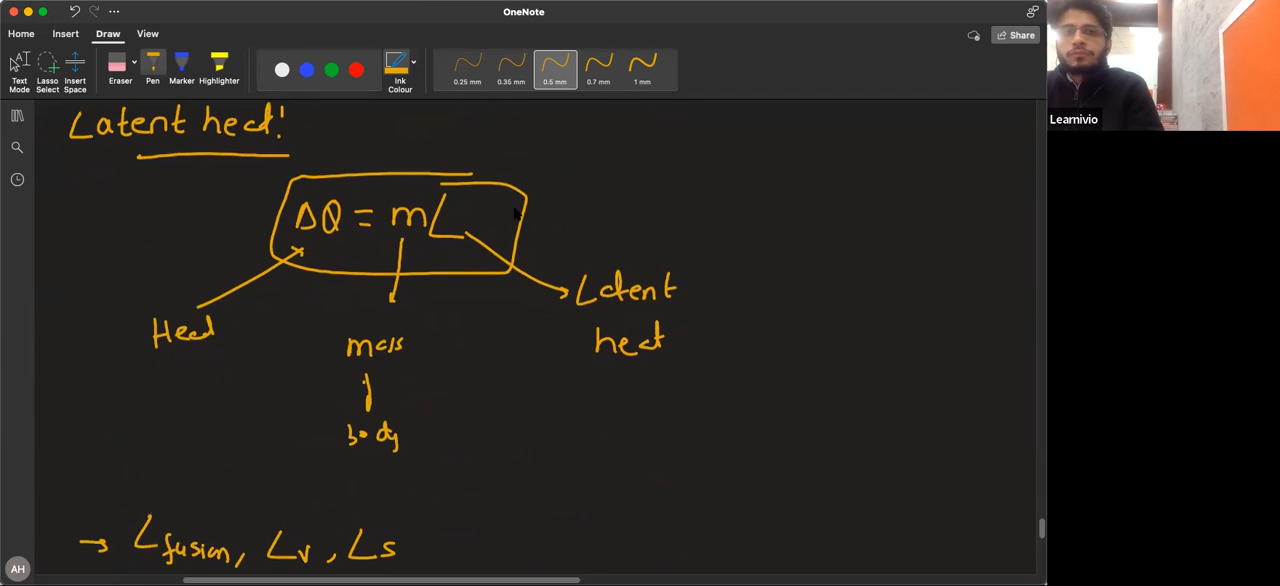 OneNote
Home Insert Draw View
Share
Text Mode
Lasso Select
Insert Space
Eraser
Pen
Marker
Highlighter
Ink Colour
0.25 mm
0.35 mm
0.5 mm
0.7 mm
1 mm
Learnivio
Latent heat!
ΔQ = mL
Heat
mass
body
Latent
heat
→ Lfusion, Lv, Ls
AH